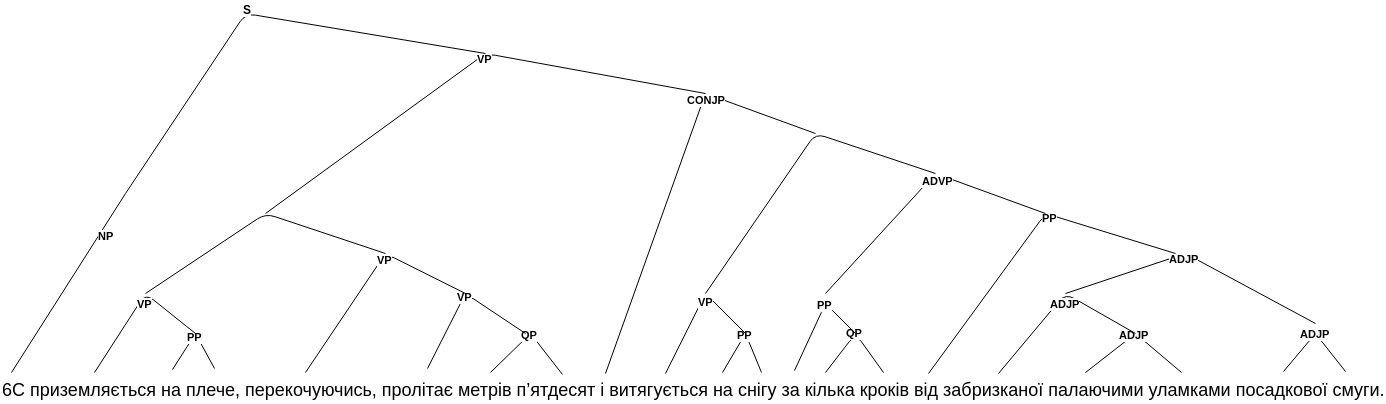 S
VP
CONJP
ADVP
PP
NP
VP
ADJP
VP
VP
VP
PP
ADJP
PP
QP
PP
QP
ADJP
ADJP
6С приземляється на плече, перекочуючись, пролітає метрів п’ятдесят і витягується на снігу за кілька кроків від забризканої палаючими уламками посадкової смуги.